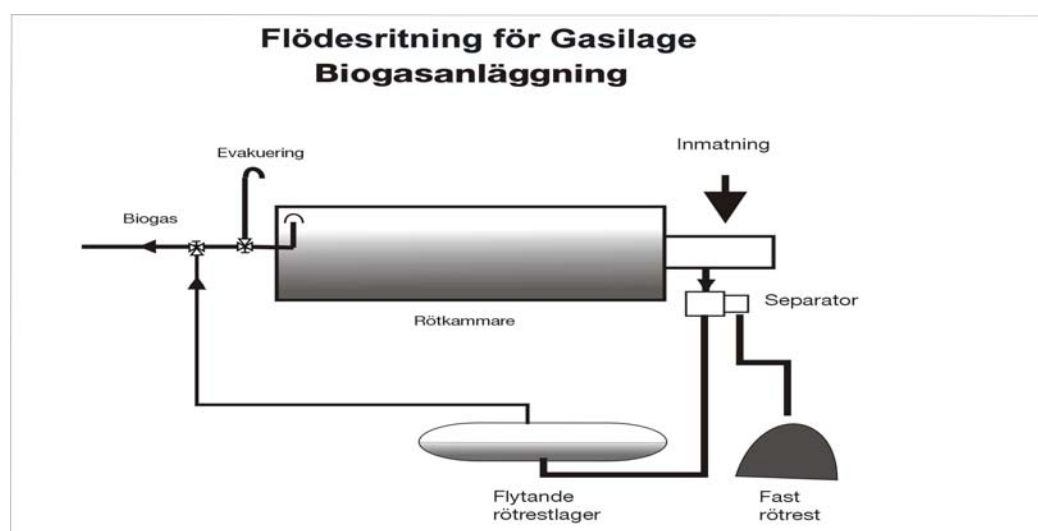 Flödesritning för Gasilage
Biogasanläggning
Evakuering
Inmatning
Biogas
Separator
Rötkammare
Flytande
rötrestlager
Fast
rötrest